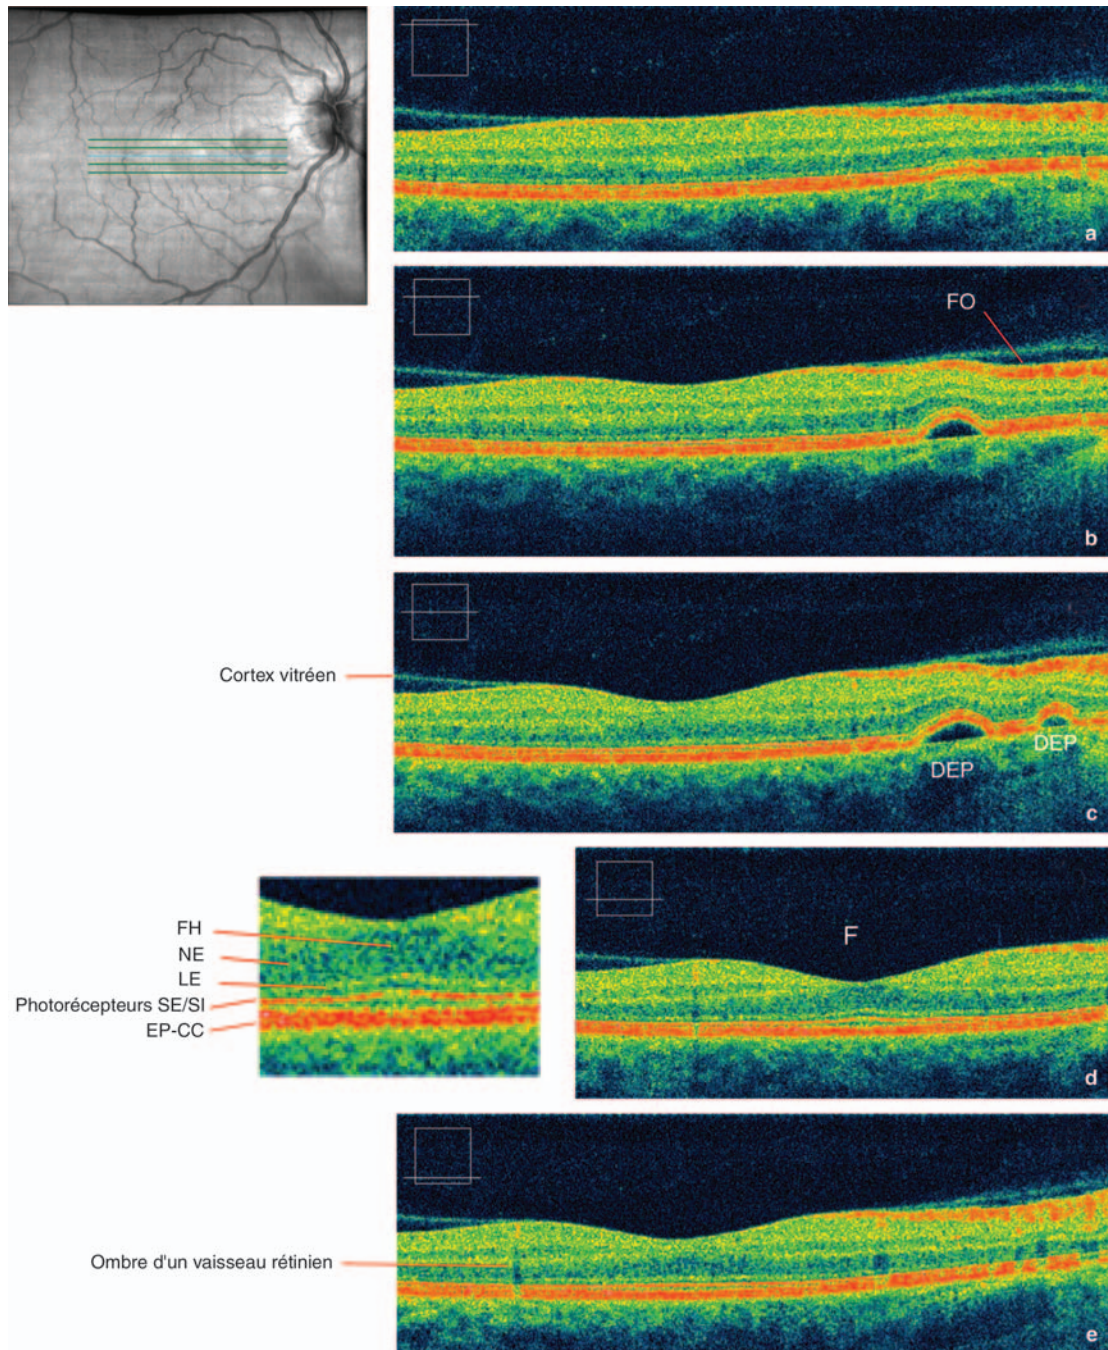 a
FO
b
Cortex vitréen
DEP
DEP
c
FH
NE
LE
Photorécepteurs SE/SI
EP-CC
F
d
Ombre d'un vaisseau rétinien
e